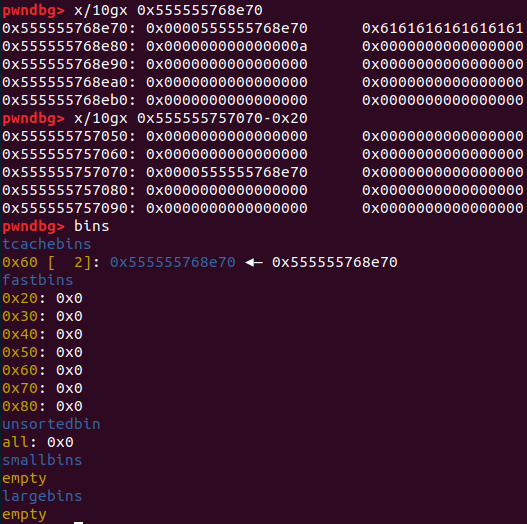 pwndbg> x/10gx 0x555555768e70
0x555555768e70: 0x0000555555768e70 0x6161616161616161
0x555555768e80: 0x000000000000000a 0x0000000000000000
0x555555768e90: 0x0000000000000000 0x0000000000000000
0x555555768ea0: 0x0000000000000000 0x0000000000000000
0x555555768eb0: 0x0000000000000000 0x0000000000000000
pwndbg> x/10gx 0x555555757070-0x20
0x555555757050: 0x0000000000000000 0x0000000000000000
0x555555757060: 0x0000000000000000 0x0000000000000000
0x555555757070: 0x0000555555768e70 0x0000000000000000
0x555555757080: 0x0000000000000000 0x0000000000000000
0x555555757090: 0x0000000000000000 0x0000000000000000
pwndbg> bins
tcachebins
0x60 [ 2]: 0x555555768e70 ◂— 0x555555768e70
fastbins
0x20: 0x0
0x30: 0x0
0x40: 0x0
0x50: 0x0
0x60: 0x0
0x70: 0x0
0x80: 0x0
unsortedbin
all: 0x0
smallbins
empty
largebins
empty